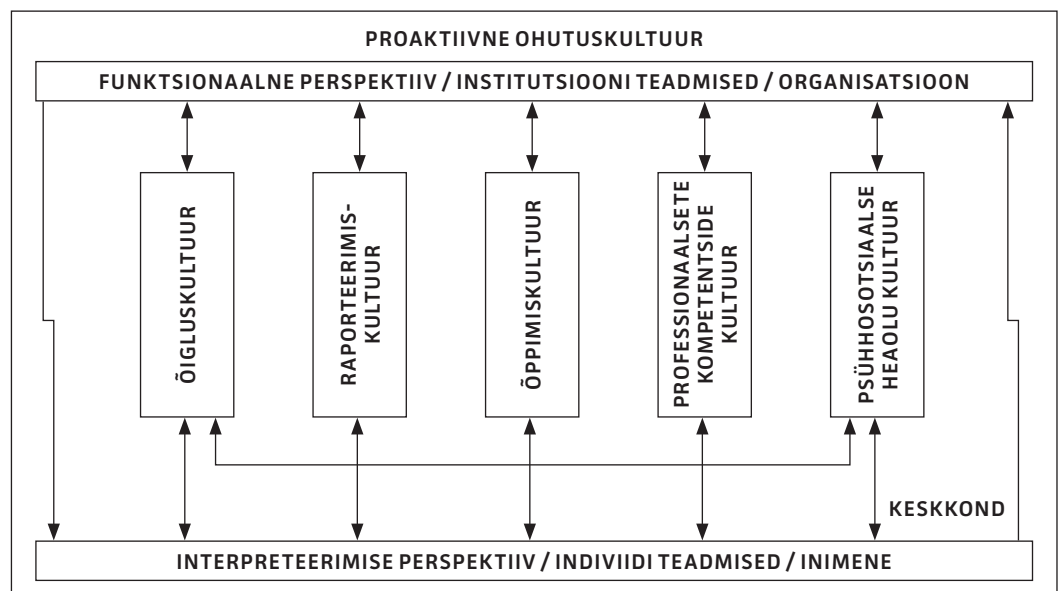 PROAKTIIVNE OHUTUSKULTUUR
FUNKTSIONAALNE PERSPEKTIIV / INSTITUTSIOONI TEADMISED / ORGANISATSIOON
ÕIGLUSKULTUUR
RAPORTEERIMIS-
KULTUUR
ÕPPIMISKULTUUR
PROFESSIONAALSETE
KOMPETENTSIDE
KULTUUR
PSÜHHOSOTSIAALSE
HEAOLU KULTUUR
KESKKOND
INTERPRETEERIMISE PERSPEKTIIV / INDIVIIDI TEADMISED / INIMENE